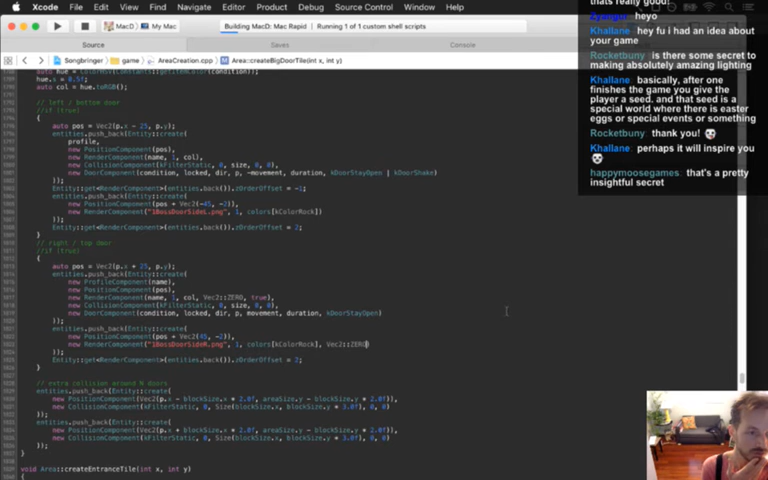 Xcode File Edit View Find Navigate Editor Product Debug Integrate Window Help
MacD My Mac
Building MacD: Mac Rapid | Running 1 of 1 custom shell scripts
Source
Saves
Console
Songbringer game AreaCreation.cpp Area::createBigDoorTile(int x, int y)
hue.s = 0.5f;
auto col = hue.toRGB();
// left / bottom door
//if (true)
{
auto pos = Vec2(p.x - 25, p.y);
entities.push_back(Entity::create(
profile,
new PositionComponent(pos),
new RenderComponent(name, 1, col),
new CollisionComponent(kFilterStatic, 0, size, 0, 0),
new DoorComponent(condition, locked, dir, p, -movement, duration, kDoorStayOpen | kDoorShake)
));
Entity::get<RenderComponent>(entities.back()).zOrderOffset = -1;
entities.push_back(Entity::create(
new PositionComponent(pos + Vec2(-45, -2)),
new RenderComponent("1BossDoorSideL.png", 1, colors[kColorRock])
));
Entity::get<RenderComponent>(entities.back()).zOrderOffset = 2;
}
// right / top door
//if (true)
{
auto pos = Vec2(p.x + 25, p.y);
entities.push_back(Entity::create(
new ProfileComponent(name),
new PositionComponent(pos),
new RenderComponent(name, 1, col, Vec2::ZERO, true),
new CollisionComponent(kFilterStatic, 0, size, 0, 0),
new DoorComponent(condition, locked, dir, p, movement, duration, kDoorStayOpen)
));
entities.push_back(Entity::create(
new PositionComponent(pos + Vec2(45, -2)),
new RenderComponent("1BossDoorSideR.png", 1, colors[kColorRock], Vec2::ZERO)
));
Entity::get<RenderComponent>(entities.back()).zOrderOffset = 2;
}
// extra collision around N doors
entities.push_back(Entity::create(
new PositionComponent(Vec2(p.x - blockSize.x * 2.0f, areaSize.y - blockSize.y * 2.0f)),
new CollisionComponent(kFilterStatic, 0, Size(blockSize.x, blockSize.y * 3.0f), 0, 0)
));
entities.push_back(Entity::create(
new PositionComponent(Vec2(p.x + blockSize.x * 2.0f, areaSize.y - blockSize.y * 2.0f)),
new CollisionComponent(kFilterStatic, 0, Size(blockSize.x, blockSize.y * 3.0f), 0, 0)
));
}
void Area::createEntranceTile(int x, int y)
thats really good!
heyo
Khallane: hey fu i had an idea about
your game
Rocketbuny: is there some secret to
making absolutely amazing lighting
Khallane: basically, after one
finishes the game you give the
player a seed. and that seed is a
special world where there is easter
eggs or special events or something
Rocketbuny: thank you!
Khallane: perhaps it will inspire you
happymoosegames: that's a pretty
insightful secret